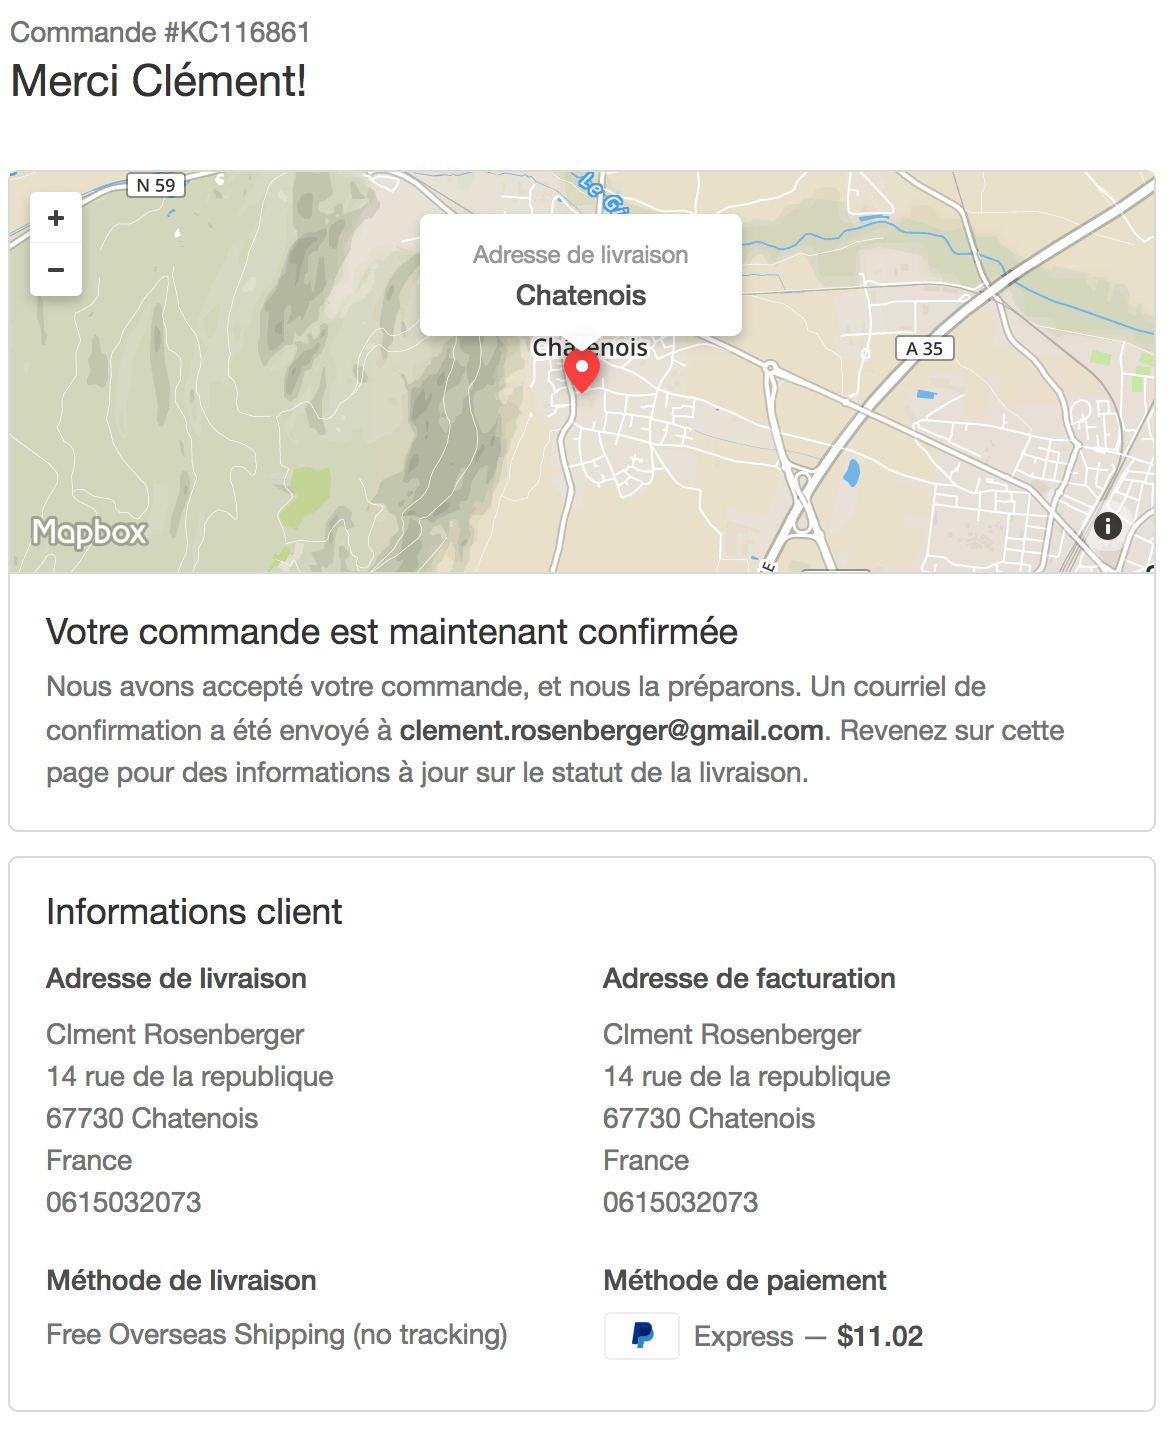 Commande #KC116861
Merci Clément!
N 59
+
−
Le Gi
Adresse de livraison
Chatenois
Châtenois
A 35
Mapbox
i
E
Votre commande est maintenant confirmée
Nous avons accepté votre commande, et nous la préparons. Un courriel de
confirmation a été envoyé à clement.rosenberger@gmail.com. Revenez sur cette
page pour des informations à jour sur le statut de la livraison.
Informations client
Adresse de livraison
Clment Rosenberger
14 rue de la republique
67730 Chatenois
France
0615032073
Adresse de facturation
Clment Rosenberger
14 rue de la republique
67730 Chatenois
France
0615032073
Méthode de livraison
Free Overseas Shipping (no tracking)
Méthode de paiement
Express — $11.02